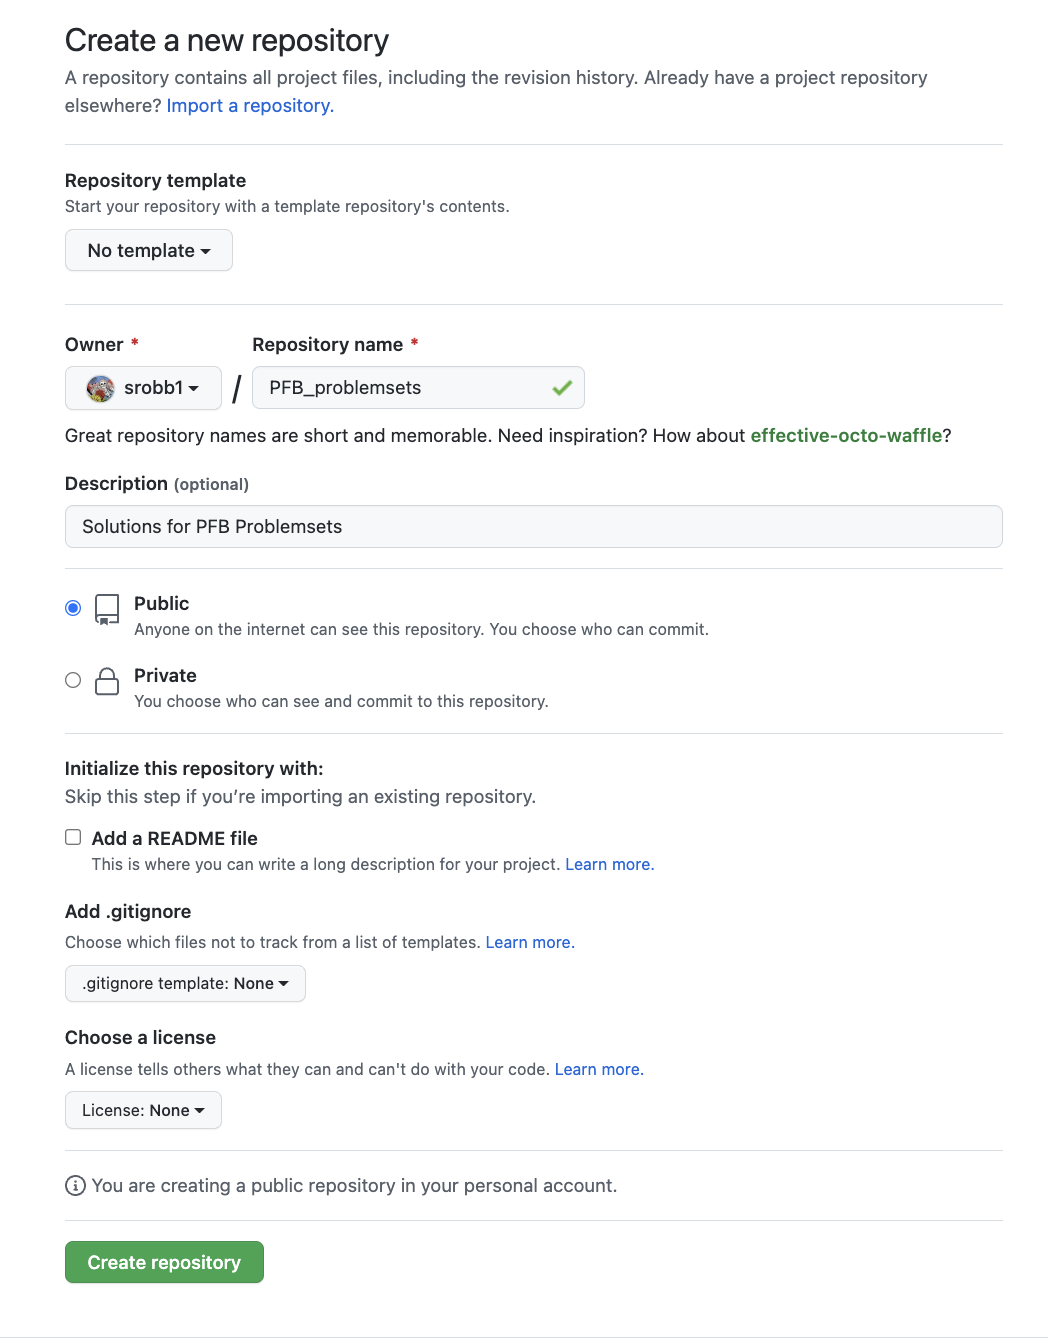 Create a new repository
A repository contains all project files, including the revision history. Already have a project repository
elsewhere? Import a repository.
Repository template
Start your repository with a template repository's contents.
No template
Owner *
Repository name *
srobb1
/
PFB_problemsets
Great repository names are short and memorable. Need inspiration? How about effective-octo-waffle?
Description (optional)
Solutions for PFB Problemsets
Public
Anyone on the internet can see this repository. You choose who can commit.
Private
You choose who can see and commit to this repository.
Initialize this repository with:
Skip this step if you’re importing an existing repository.
Add a README file
This is where you can write a long description for your project. Learn more.
Add .gitignore
Choose which files not to track from a list of templates. Learn more.
.gitignore template: None
Choose a license
A license tells others what they can and can't do with your code. Learn more.
License: None
You are creating a public repository in your personal account.
Create repository